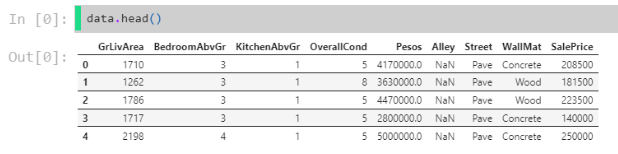 In [0]: data.head()
Out[0]:
GrLivArea BedroomAbvGr KitchenAbvGr OverallCond Pesos Alley Street WallMat SalePrice
0 1710 3 1 5 4170000.0 NaN Pave Concrete 208500
1 1262 3 1 8 3630000.0 NaN Pave Wood 181500
2 1786 3 1 5 4470000.0 NaN Pave Wood 223500
3 1717 3 1 5 2800000.0 NaN Pave Concrete 140000
4 2198 4 1 5 5000000.0 NaN Pave Concrete 250000